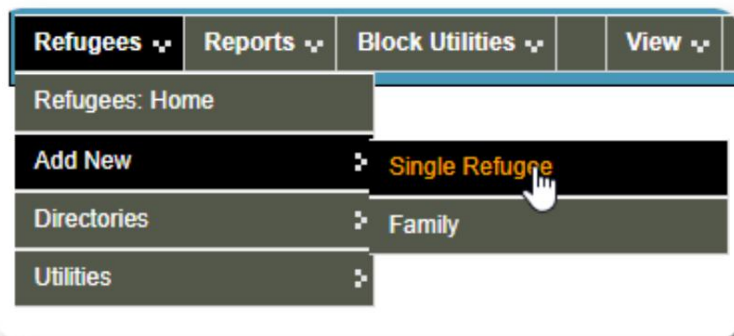 Refugees Reports Block Utilities View
Refugees: Home
Add New Single Refugee
Directories Family
Utilities